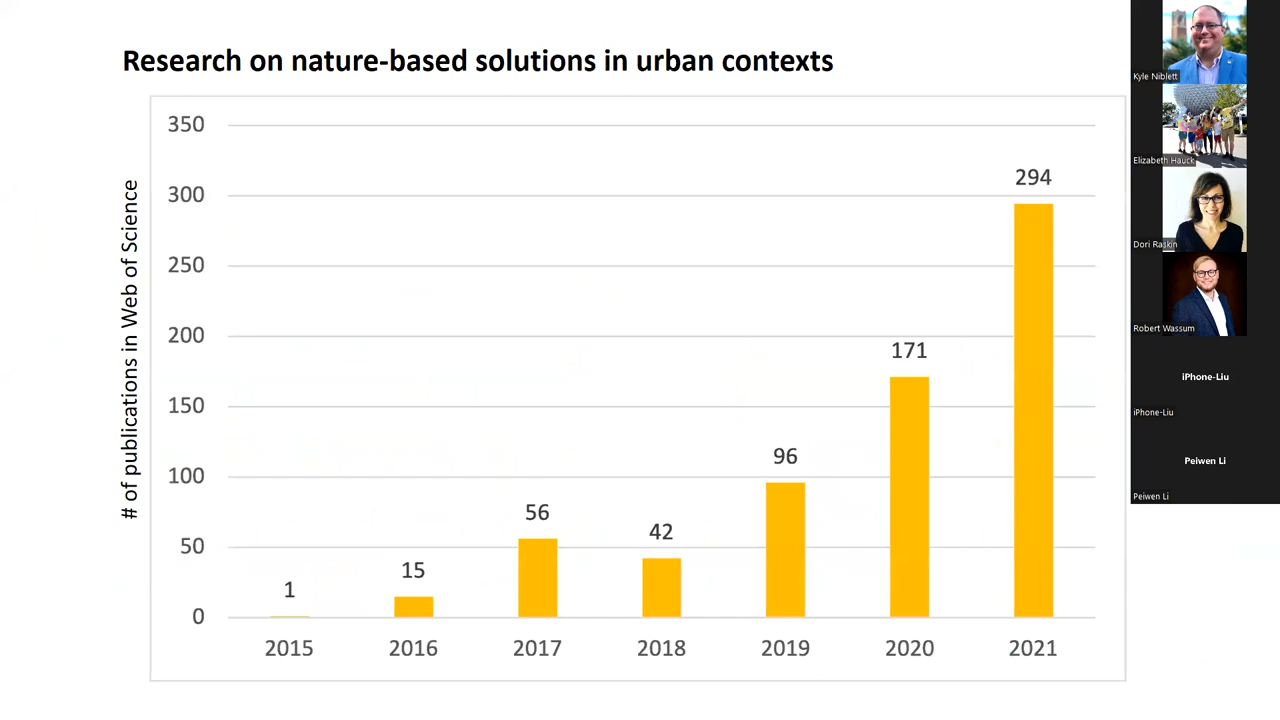 Research on nature-based solutions in urban contexts
# of publications in Web of Science
350
300
250
200
150
100
50
0
1
15
56
42
96
171
294
2015
2016
2017
2018
2019
2020
2021
Kyle Niblett
Elizabeth Hauck
Dori Raskin
Robert Wassum
iPhone-Liu
iPhone-Liu
Peiwen Li
Peiwen Li